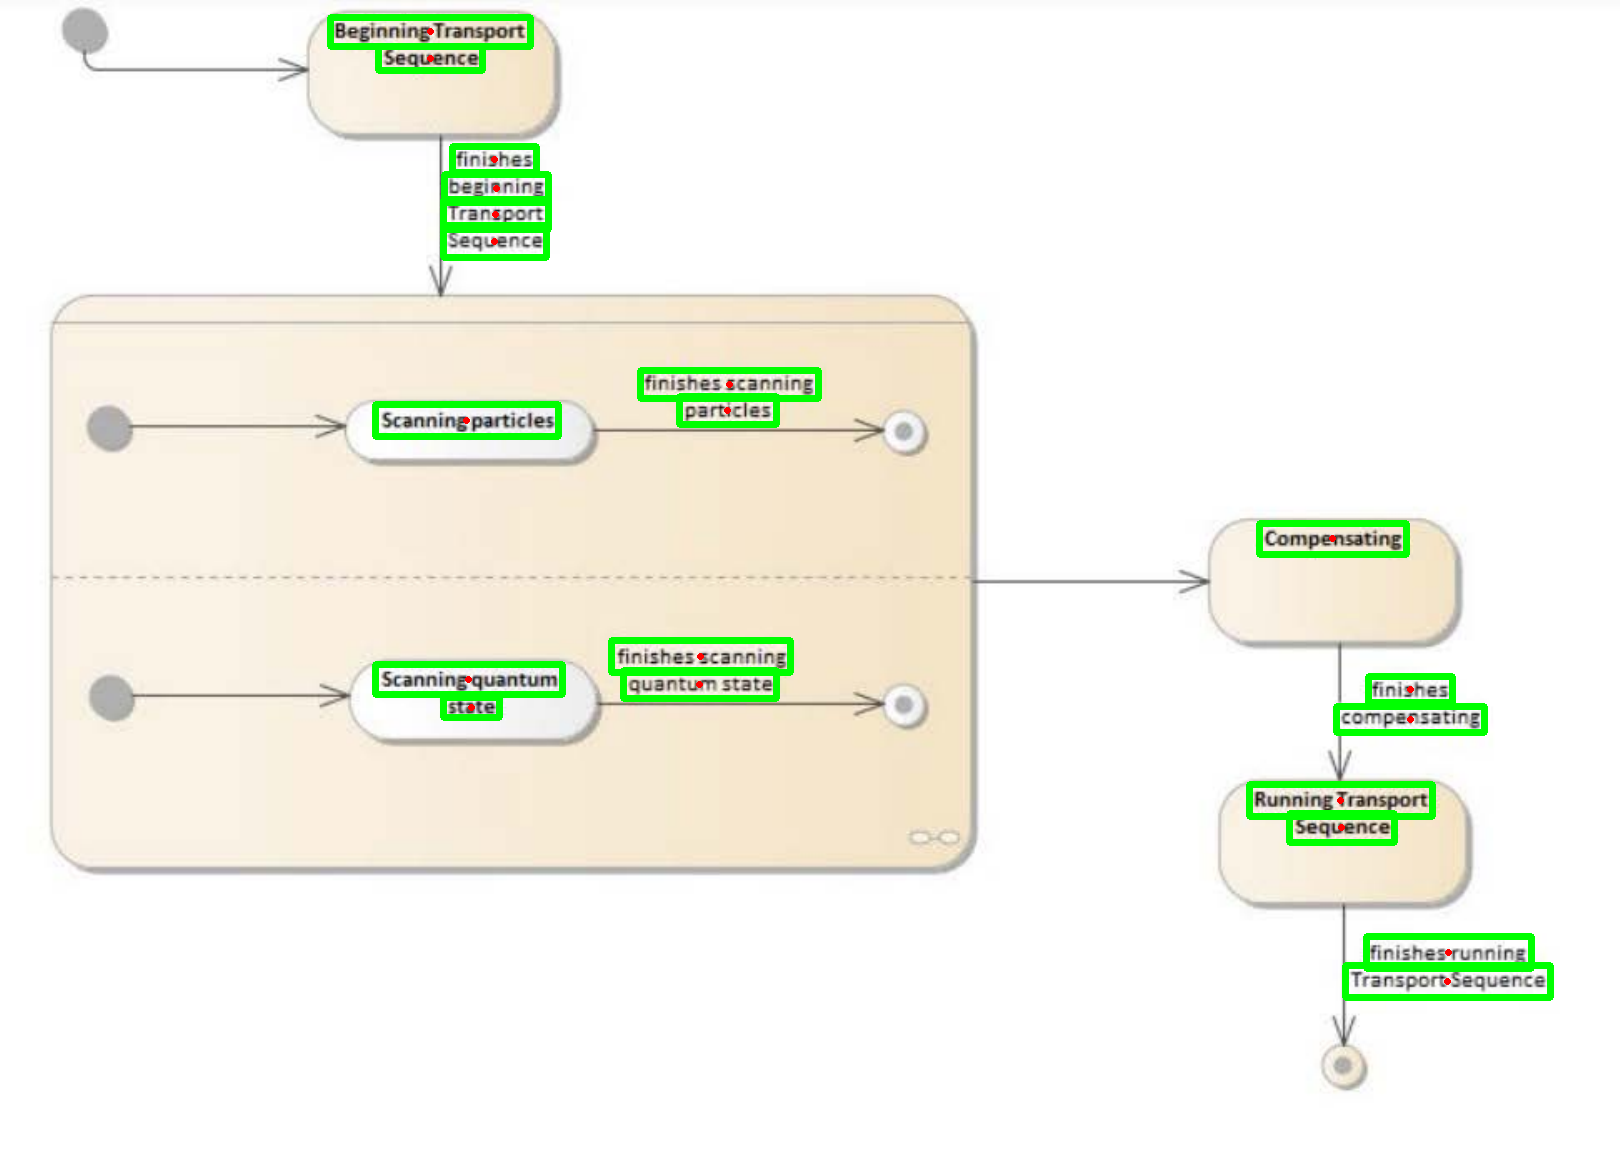 Beginning Transport
Sequence
finishes
beginning
Transport
Sequence
finishes scanning
particles
Scanning particles
Compensating
finishes scanning
quantum state
Scanning quantum
state
finishes
compensating
Running Transport
Sequence
finishes running
Transport Sequence